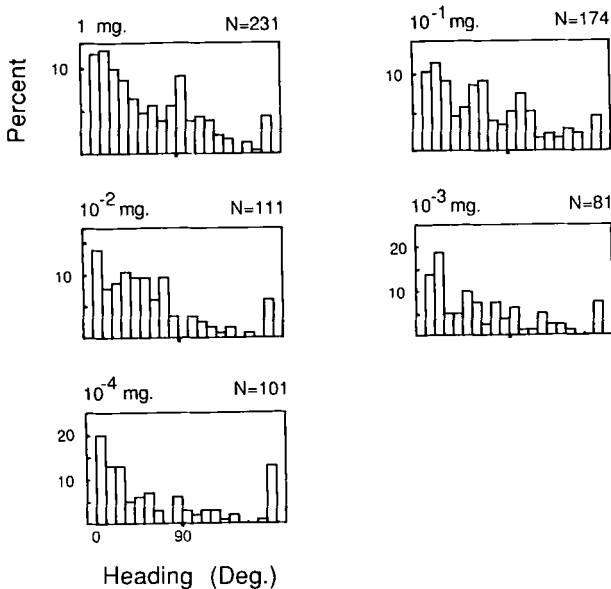 1 mg. N=231
10
Percent
10⁻¹ mg. N=174
10
10⁻² mg. N=111
10
10⁻³ mg. N=81
20
10
10⁻⁴ mg. N=101
20
10
0 90
Heading (Deg.)